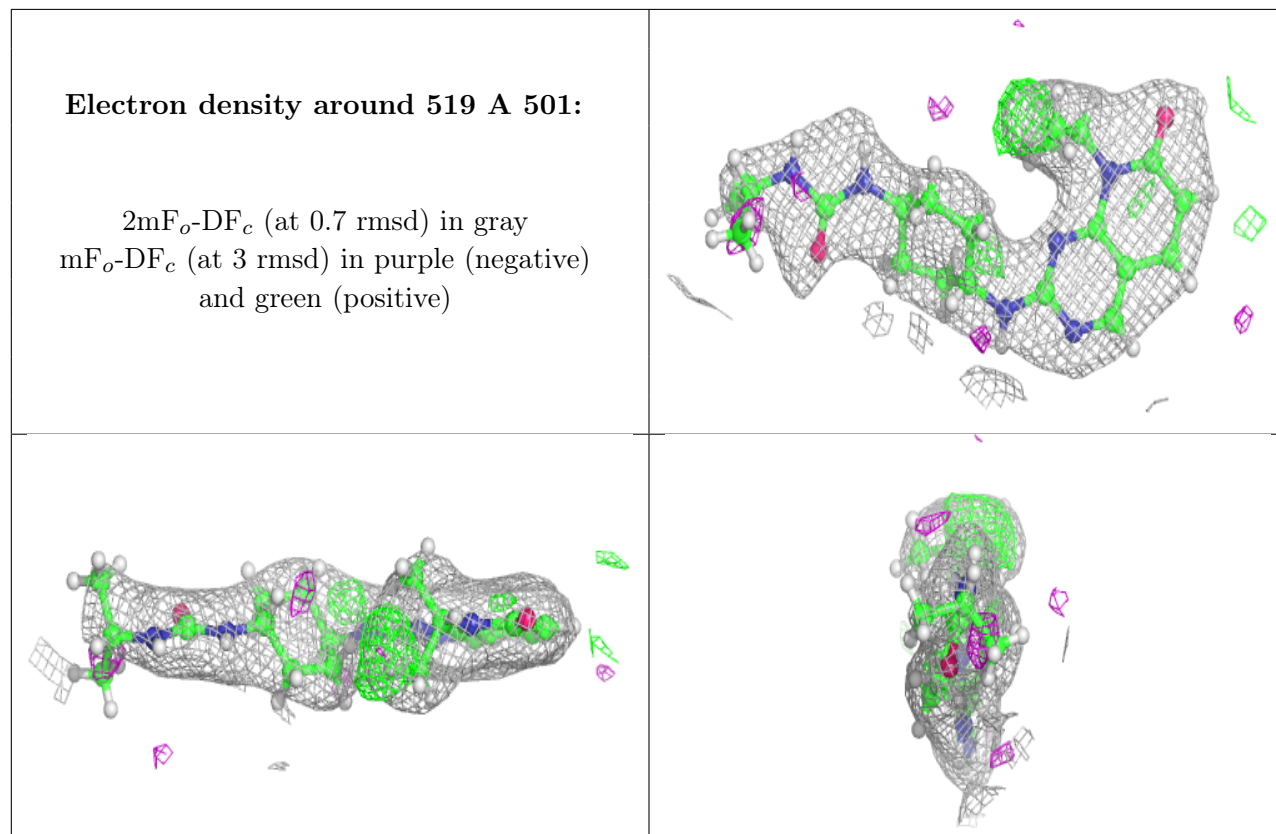 Electron density around 519 A 501:
2mFo-DFc (at 0.7 rmsd) in gray
mFo-DFc (at 3 rmsd) in purple (negative)
and green (positive)